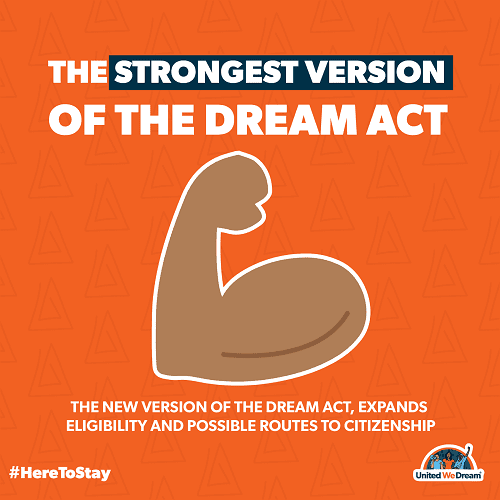 THE STRONGEST VERSION
OF THE DREAM ACT
THE NEW VERSION OF THE DREAM ACT, EXPANDS
ELIGIBILITY AND POSSIBLE ROUTES TO CITIZENSHIP
#HereToStay
United We Dream